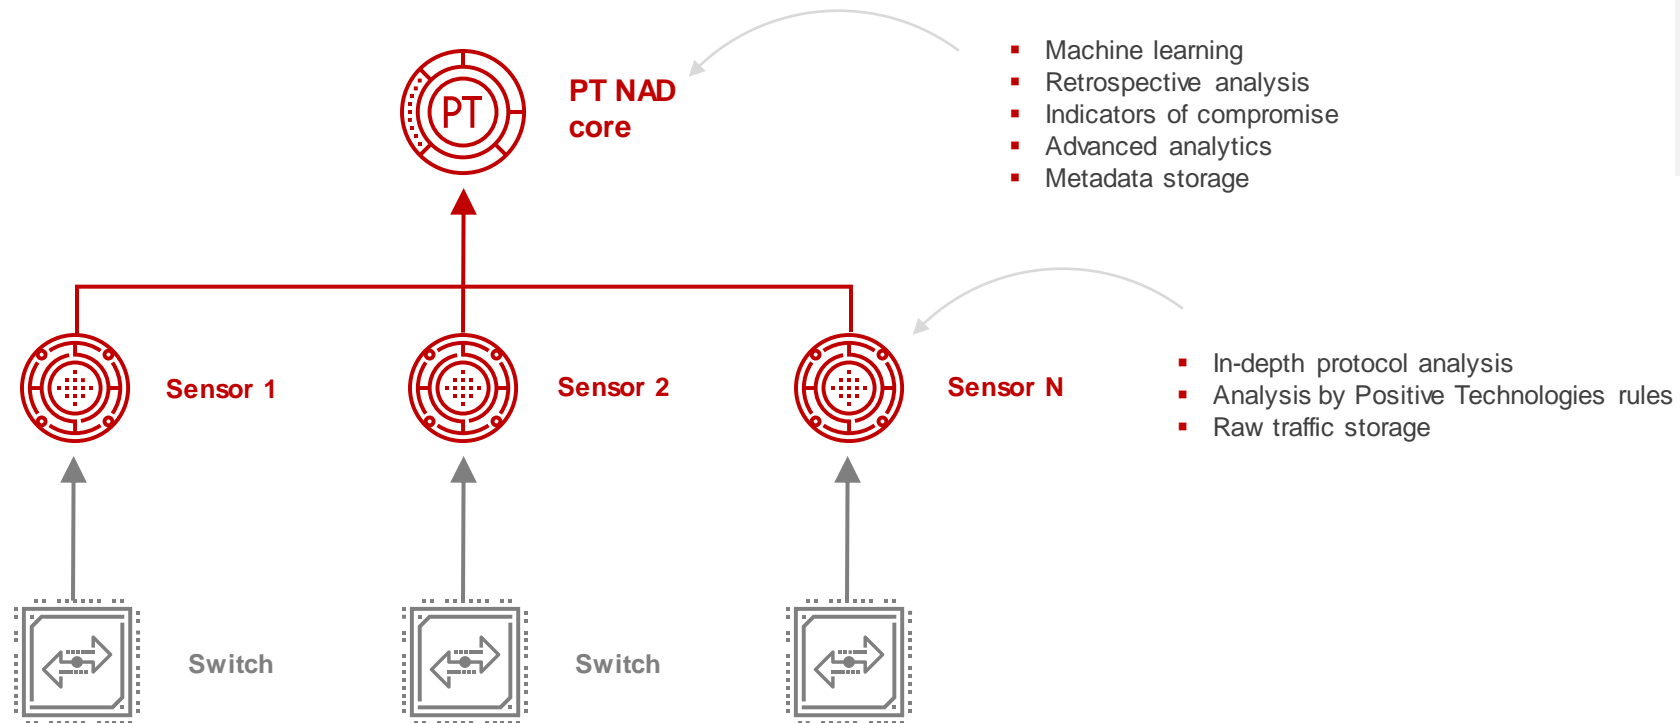 PT
PT NAD
core
Machine learning
Retrospective analysis
Indicators of compromise
Advanced analytics
Metadata storage
Sensor 1
Sensor 2
Sensor N
In-depth protocol analysis
Analysis by Positive Technologies rules
Raw traffic storage
Switch
Switch